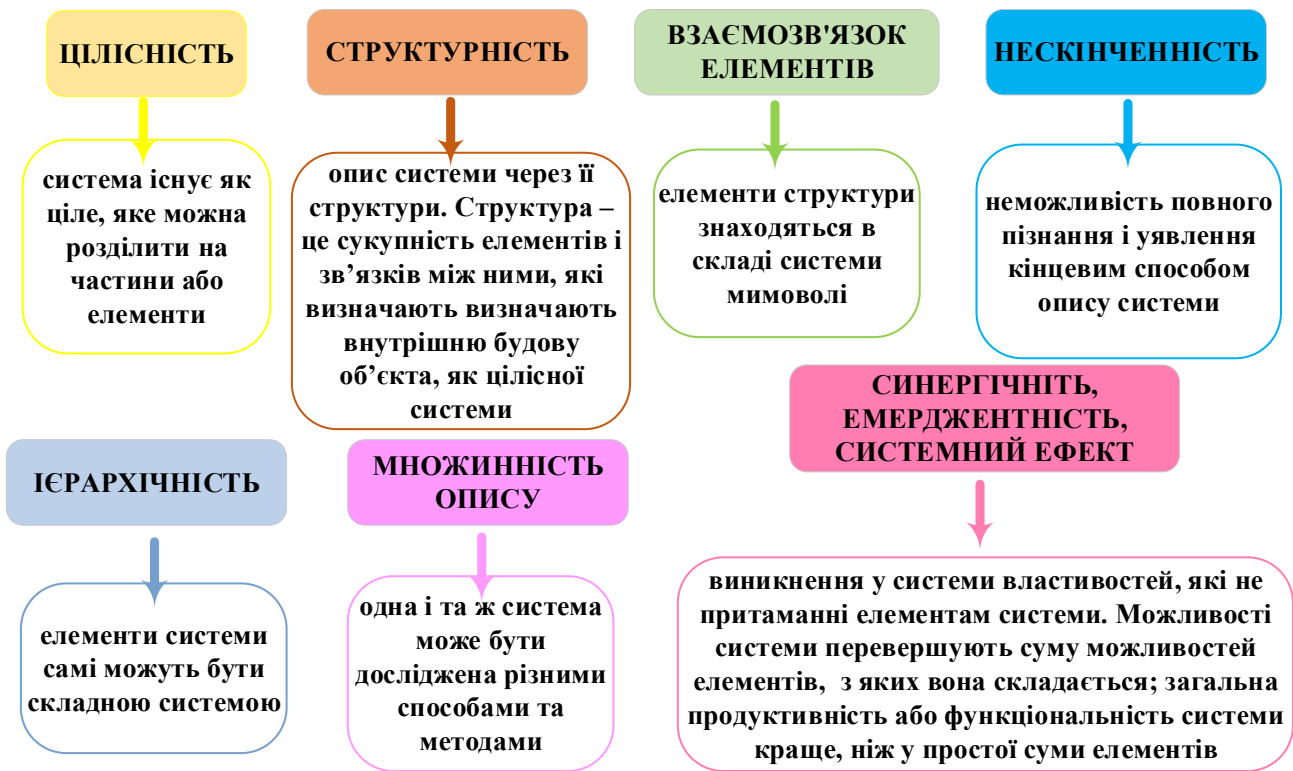 ЦІЛІСНІСТЬ
система існує як
ціле, яке можна
розділити на
частини або
елементи
СТРУКТУРНІСТЬ
опис системи через її
структури. Структура –
це сукупність елементів і
зв’язків між ними, які
визначають визначають
внутрішню будову
об’єкта, як цілісної
системи
ВЗАЄМОЗВ'ЯЗОК
ЕЛЕМЕНТІВ
елементи структури
знаходяться в
складі системи
мимоволі
НЕСКІНЧЕННІСТЬ
неможливість повного
пізнання і уявлення
кінцевим способом
опису системи
ІЄРАРХІЧНІСТЬ
елементи системи
самі можуть бути
складною системою
МНОЖИННІСТЬ
ОПИСУ
одна і та ж система
може бути
досліджена різними
способами та
методами
СИНЕРГІЧНІТЬ,
ЕМЕРДЖЕНТНІСТЬ,
СИСТЕМНИЙ ЕФЕКТ
виникнення у системи властивостей, які не
притаманні елементам системи. Можливості
системи перевершують суму можливостей
елементів, з яких вона складається; загальна
продуктивність або функціональність системи
краще, ніж у простої суми елементів